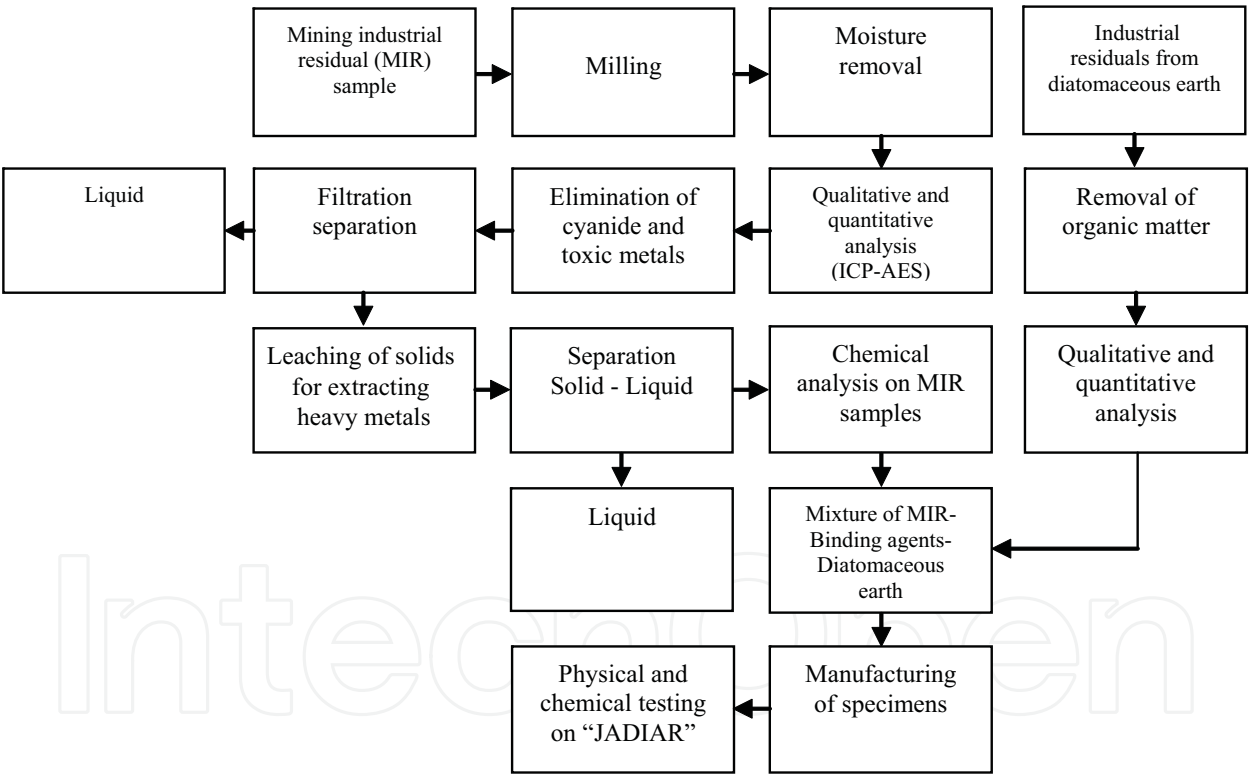 Mining industrial
residual (MIR)
sample
Milling
Moisture
removal
Industrial
residuals from
diatomaceous earth
Liquid
Filtration
separation
Elimination of
cyanide and
toxic metals
Qualitative and
quantitative
analysis
(ICP-AES)
Removal of
organic matter
Leaching of solids
for extracting
heavy metals
Separation
Solid - Liquid
Chemical
analysis on MIR
samples
Qualitative and
quantitative
analysis
Liquid
Mixture of MIR-
Binding agents-
Diatomaceous
earth
Physical and
chemical testing
on “JADIAR”
Manufacturing
of specimens
IntechOpen